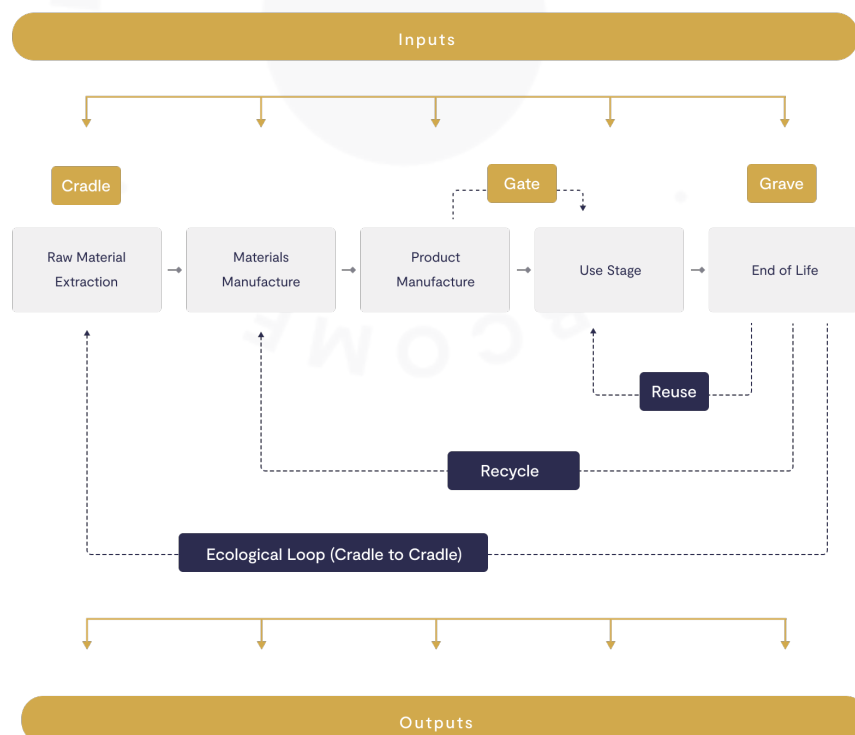 Inputs
Cradle
Gate
Grave
Raw Material
Extraction
Materials
Manufacture
Product
Manufacture
Use Stage
End of Life
Reuse
Recycle
Ecological Loop (Cradle to Cradle)
Outputs